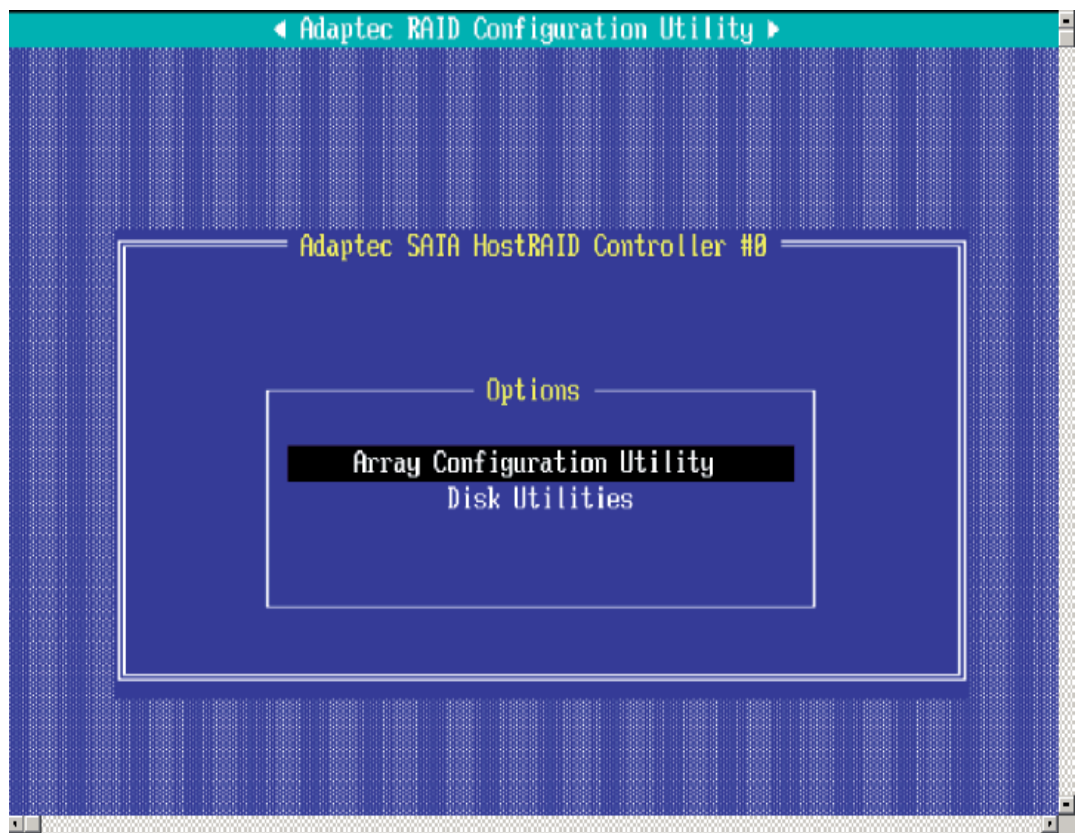 Adaptec RAID Configuration Utility
Adaptec SATA HostRAID Controller #0
Options
Array Configuration Utility
Disk Utilities